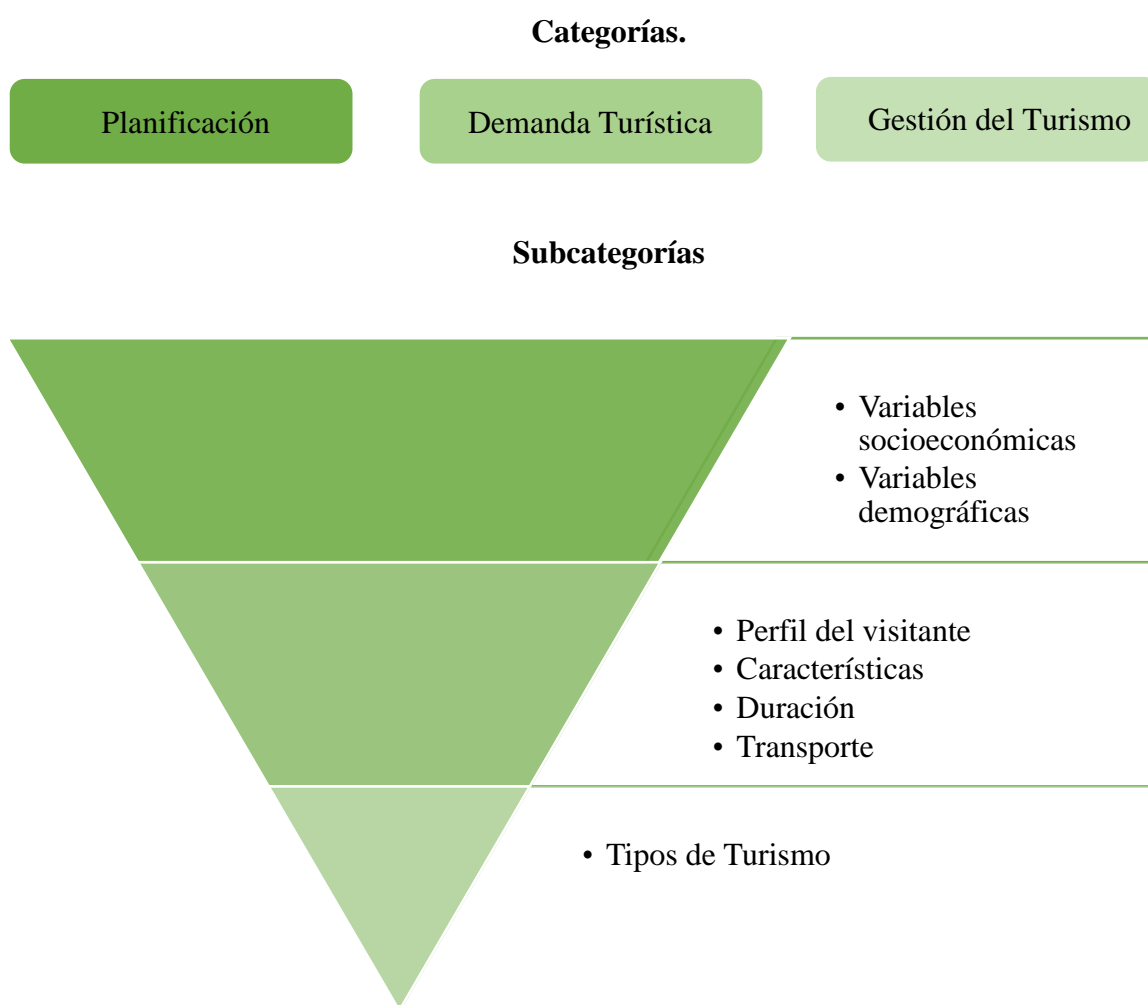 Categorías.
Planificación
Demanda Turística
Gestión del Turismo
Subcategorías
• Variables
socioeconómicas
• Variables
demográficas
• Perfil del visitante
• Característícas
• Duración
• Transporte
• Tipos de Turismo